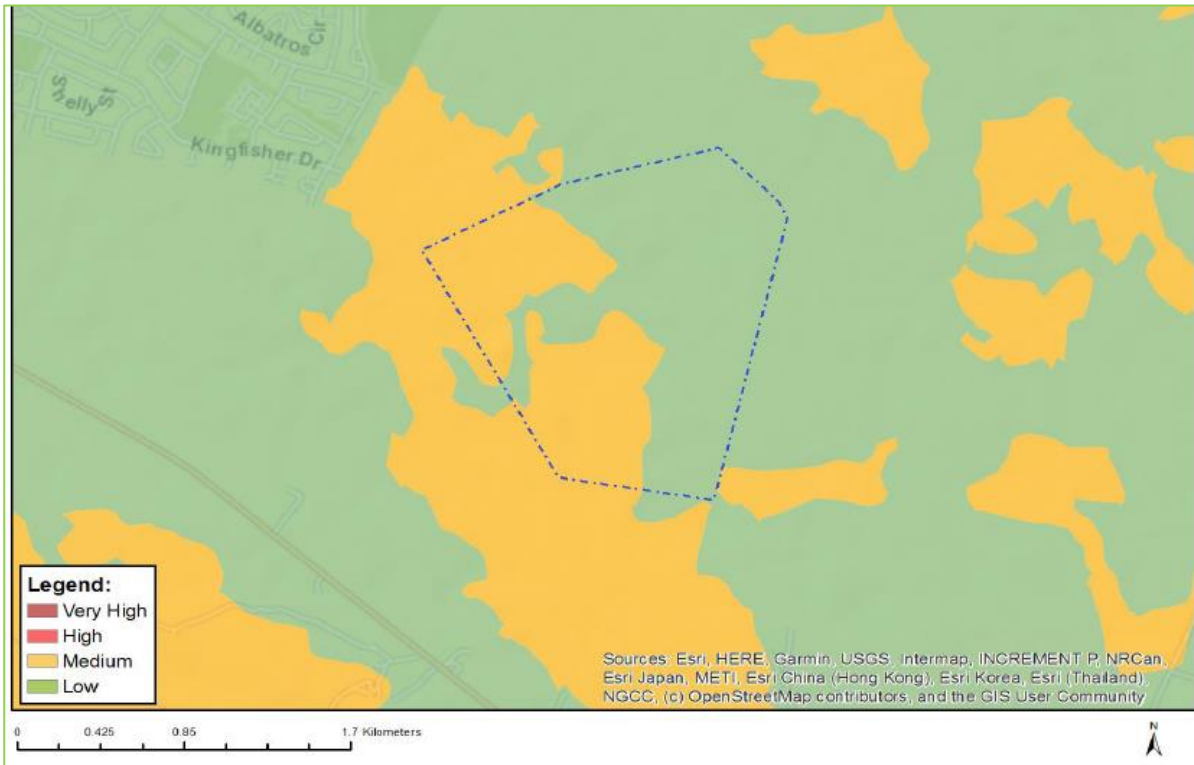 Albatros Cir
Kelly St
Kingfisher Dr
Legend:
Very High
High
Medium
Low
Sources: Esri, HERE, Garmin, USGS, Intermap, INCREMENT P, NRCan,
Esri Japan, METI, Esri China (Hong Kong), Esri Korea, Esri (Thailand),
NGCC, (c) OpenStreetMap contributors, and the GIS User Community
0 0.425 0.85 1.7 Kilometers
N